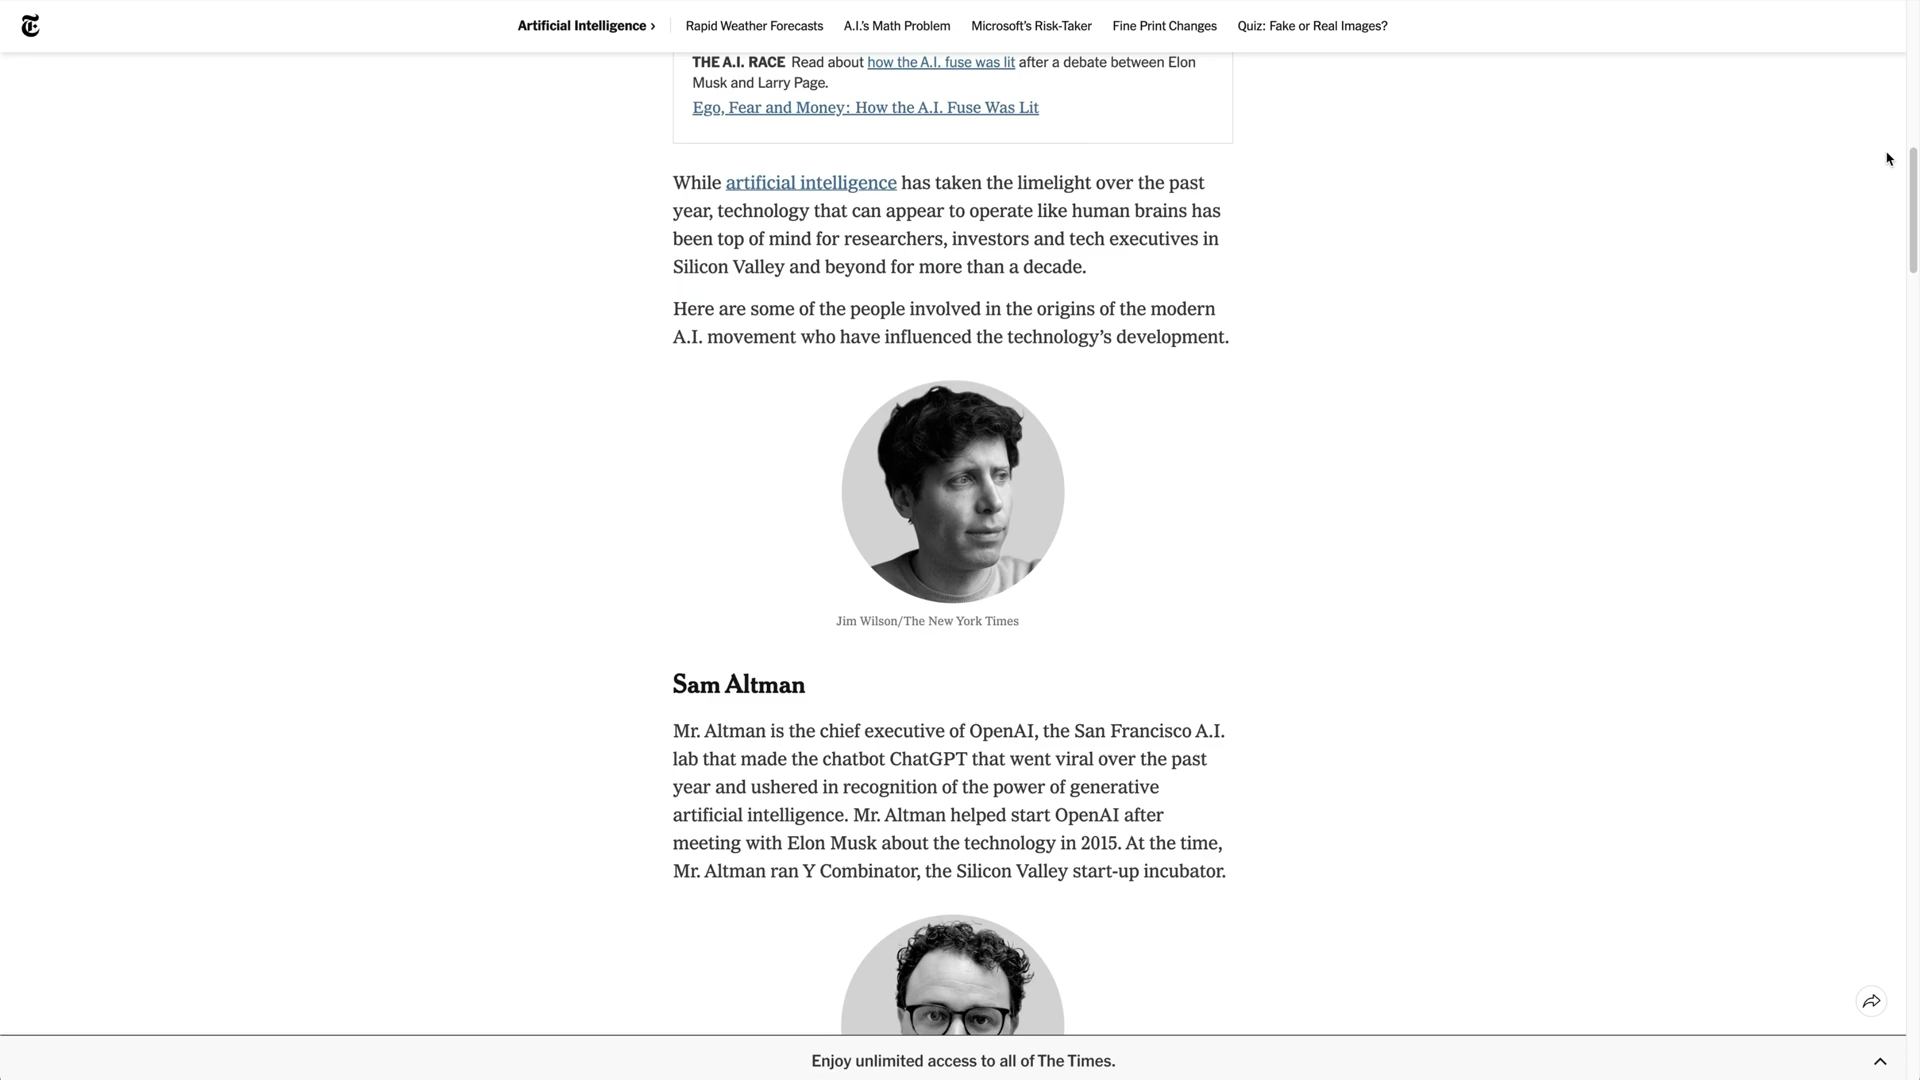 Artificial Intelligence › Rapid Weather Forecasts A.I.’s Math Problem Microsoft’s Risk-Taker Fine Print Changes Quiz: Fake or Real Images?
THE A.I. RACE Read about how the A.I. fuse was lit after a debate between Elon
Musk and Larry Page.
Ego, Fear and Money: How the A.I. Fuse Was Lit
While artificial intelligence has taken the limelight over the past
year, technology that can appear to operate like human brains has
been top of mind for researchers, investors and tech executives in
Silicon Valley and beyond for more than a decade.
Here are some of the people involved in the origins of the modern
A.I. movement who have influenced the technology’s development.
Jim Wilson/The New York Times
Sam Altman
Mr. Altman is the chief executive of OpenAI, the San Francisco A.I.
lab that made the chatbot ChatGPT that went viral over the past
year and ushered in recognition of the power of generative
artificial intelligence. Mr. Altman helped start OpenAI after
meeting with Elon Musk about the technology in 2015. At the time,
Mr. Altman ran Y Combinator, the Silicon Valley start-up incubator.
Enjoy unlimited access to all of The Times.